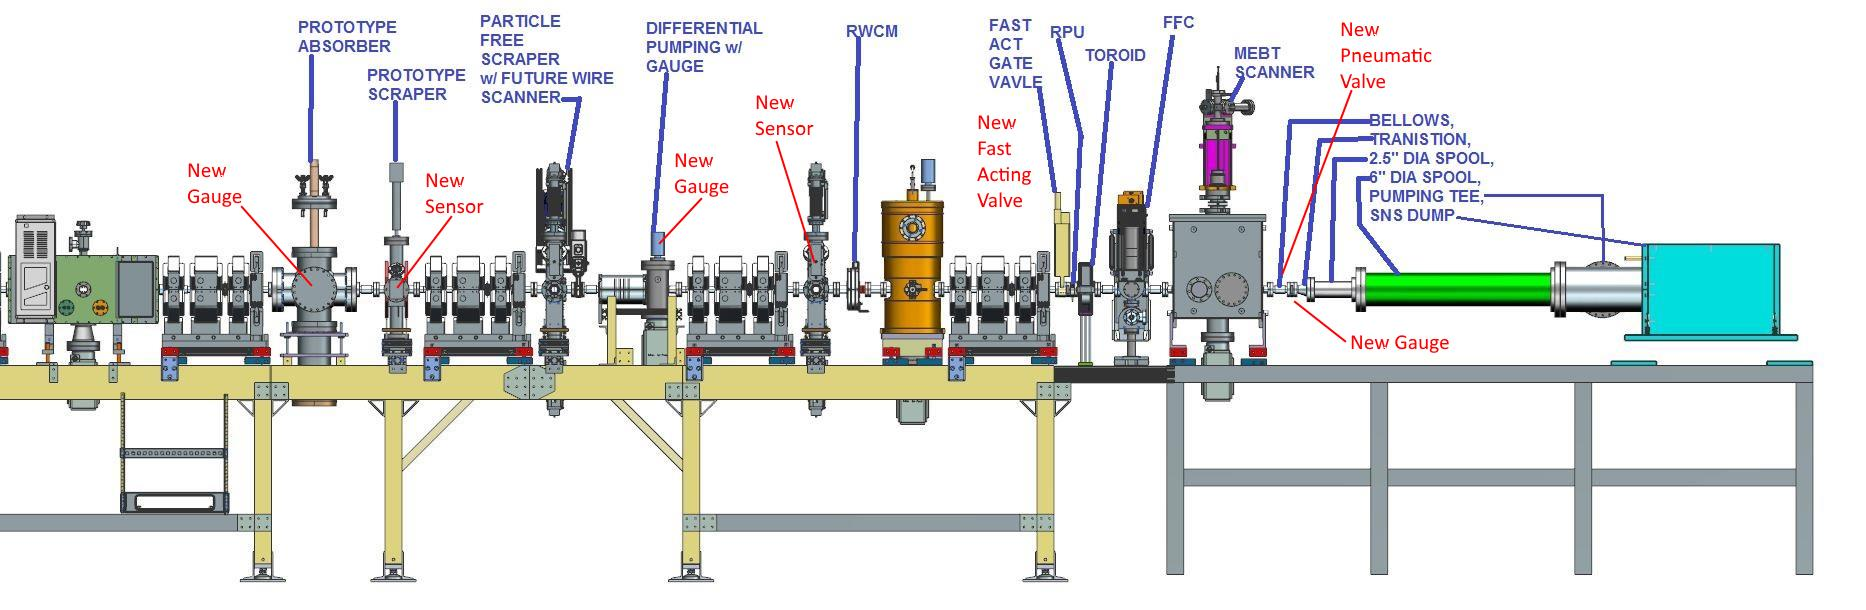 PROTOTYPE
ABSORBER
PROTOTYPE
SCRAPER
PARTICLE
FREE
SCRAPER
w/ FUTURE WIRE
SCANNER
DIFFERENTIAL
PUMPING w/
GAUGE
RWCM
FAST
ACT
GATE
VAVLE
RPU
TOROID
FFC
MEBT
SCANNER
New
Pneumatic
Valve
BELLOWS,
TRANISTION,
2.5" DIA SPOOL,
6" DIA SPOOL,
PUMPING TEE,
SNS DUMP
New
Gauge
New
Sensor
New
Gauge
New
Sensor
New
Fast
Acting
Valve
New Gauge